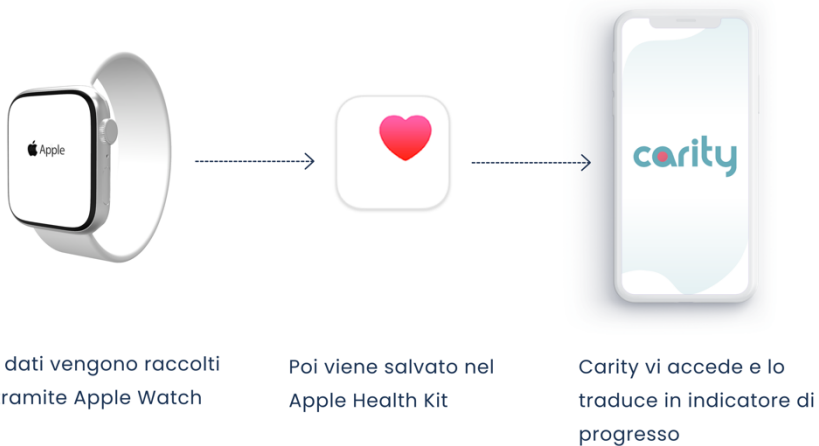 Apple
carity
dati vengono raccolti
ramite Apple Watch
Poi viene salvato nel
Apple Health Kit
Carity vi accede e lo
traduce in indicatore di
progresso